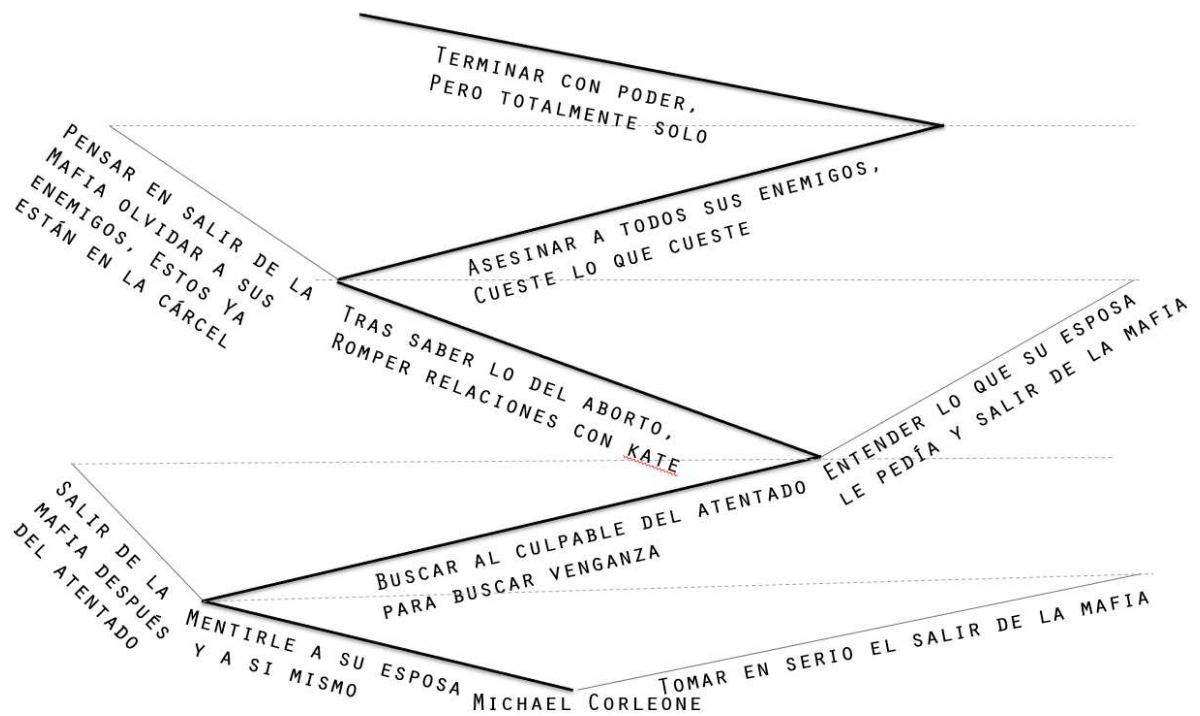 Terminar con poder,
Pero totalmente solo
Pensar en salir de la
mafia olvidar a sus
enemigos, Estos ya
están en la cárcel
Asesinar a todos sus enemigos,
Cueste lo que cueste
Tras saber lo del aborto,
Romper relaciones con kate
Entender lo que su esposa
le pedía y salir de la mafia
Salir de la
mafia después
del atentado
Buscar al culpable del atentado
para buscar venganza
Mentirle a su esposa
y a si mismo
Tomar en serio el salir de la mafia
Michael Corleone